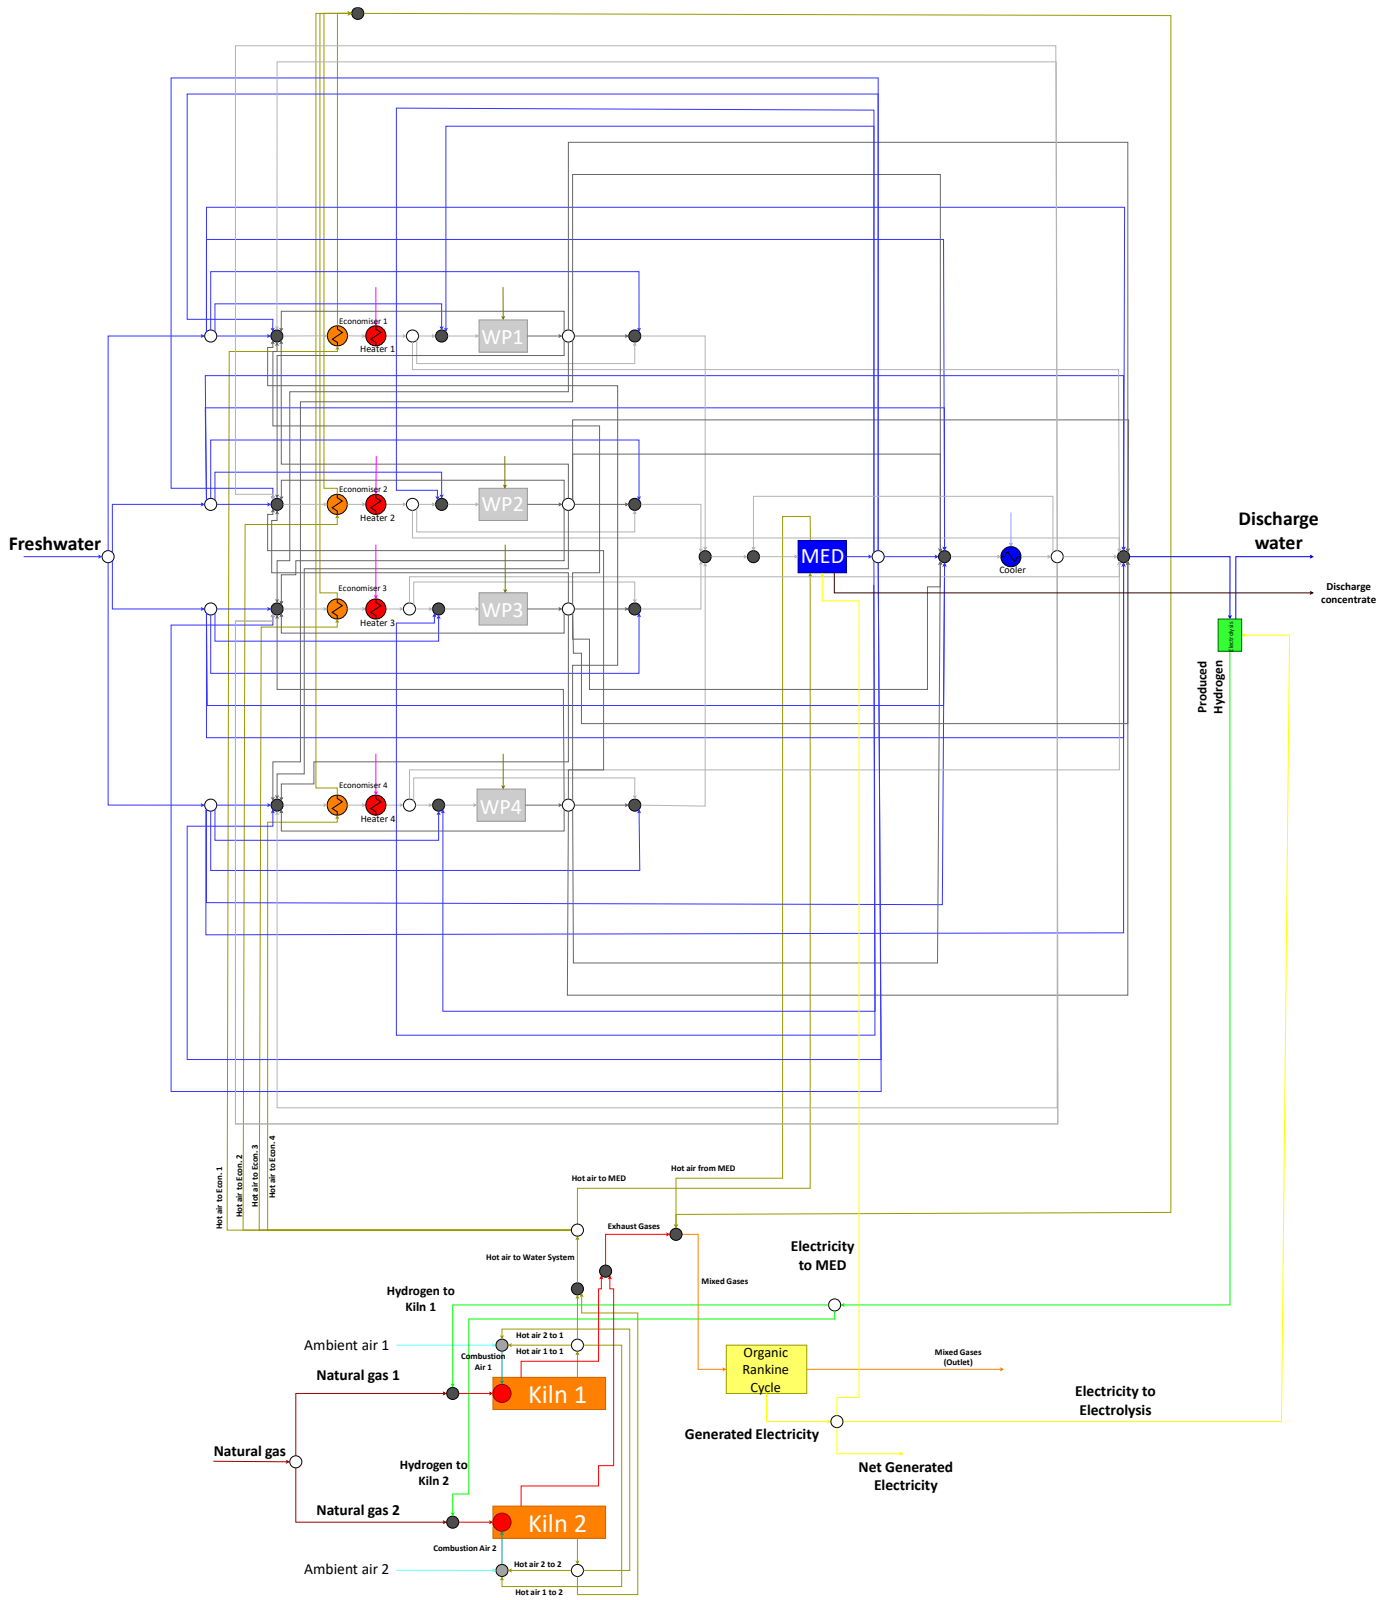 Economiser 1
WP1
Heater 1
Economiser 2
WP2
Heater 2
Discharge
water
Freshwater
MED
Cooler
Economiser 3
WP3
Heater 3
Discharge
concentrate
Electrolysis
Produced
Hydrogen
Economiser 4
WP4
Heater 4
Hot air to Econ. 1
Hot air to Econ. 2
Hot air to Econ. 3
Hot air to Econ. 4
Hot air from MED
Hot air to MED
Exhaust Gases
Electricity
to MED
Hot air to Water System
Mixed Gases
Hydrogen to
Kiln 1
Hot air 2 to 1
Ambient air 1
Hot air 1 to 1
Combustion
Air 1
Organic
Rankine
Cycle
Mixed Gases
(Outlet)
Natural gas 1
Kiln 1
Electricity to
Electrolysis
Generated Electricity
Natural gas
Hydrogen to
Kiln 2
Net Generated
Electricity
Natural gas 2
Kiln 2
Combustion Air 2
Hot air 2 to 2
Ambient air 2
Hot air 1 to 2